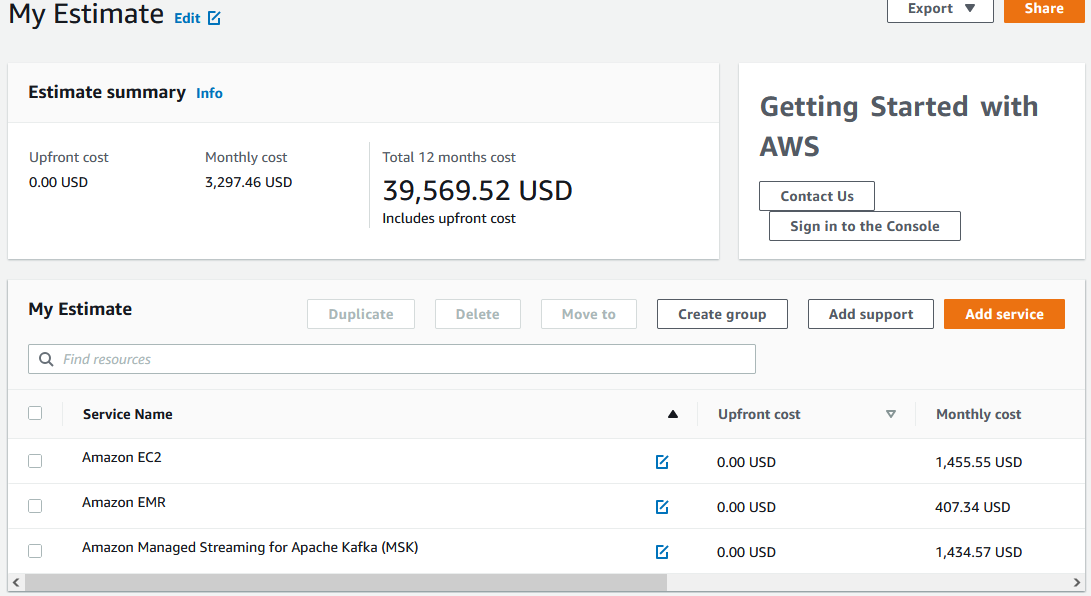 My Estimate Edit
Export
Share
Estimate summary Info
Upfront cost
0.00 USD
Monthly cost
3,297.46 USD
Total 12 months cost
39,569.52 USD
Includes upfront cost
Getting Started with
AWS
Contact Us
Sign in to the Console
My Estimate
Duplicate
Delete
Move to
Create group
Add support
Add service
Find resources
Service Name
Upfront cost
Monthly cost
Amazon EC2
0.00 USD
1,455.55 USD
Amazon EMR
0.00 USD
407.34 USD
Amazon Managed Streaming for Apache Kafka (MSK)
0.00 USD
1,434.57 USD